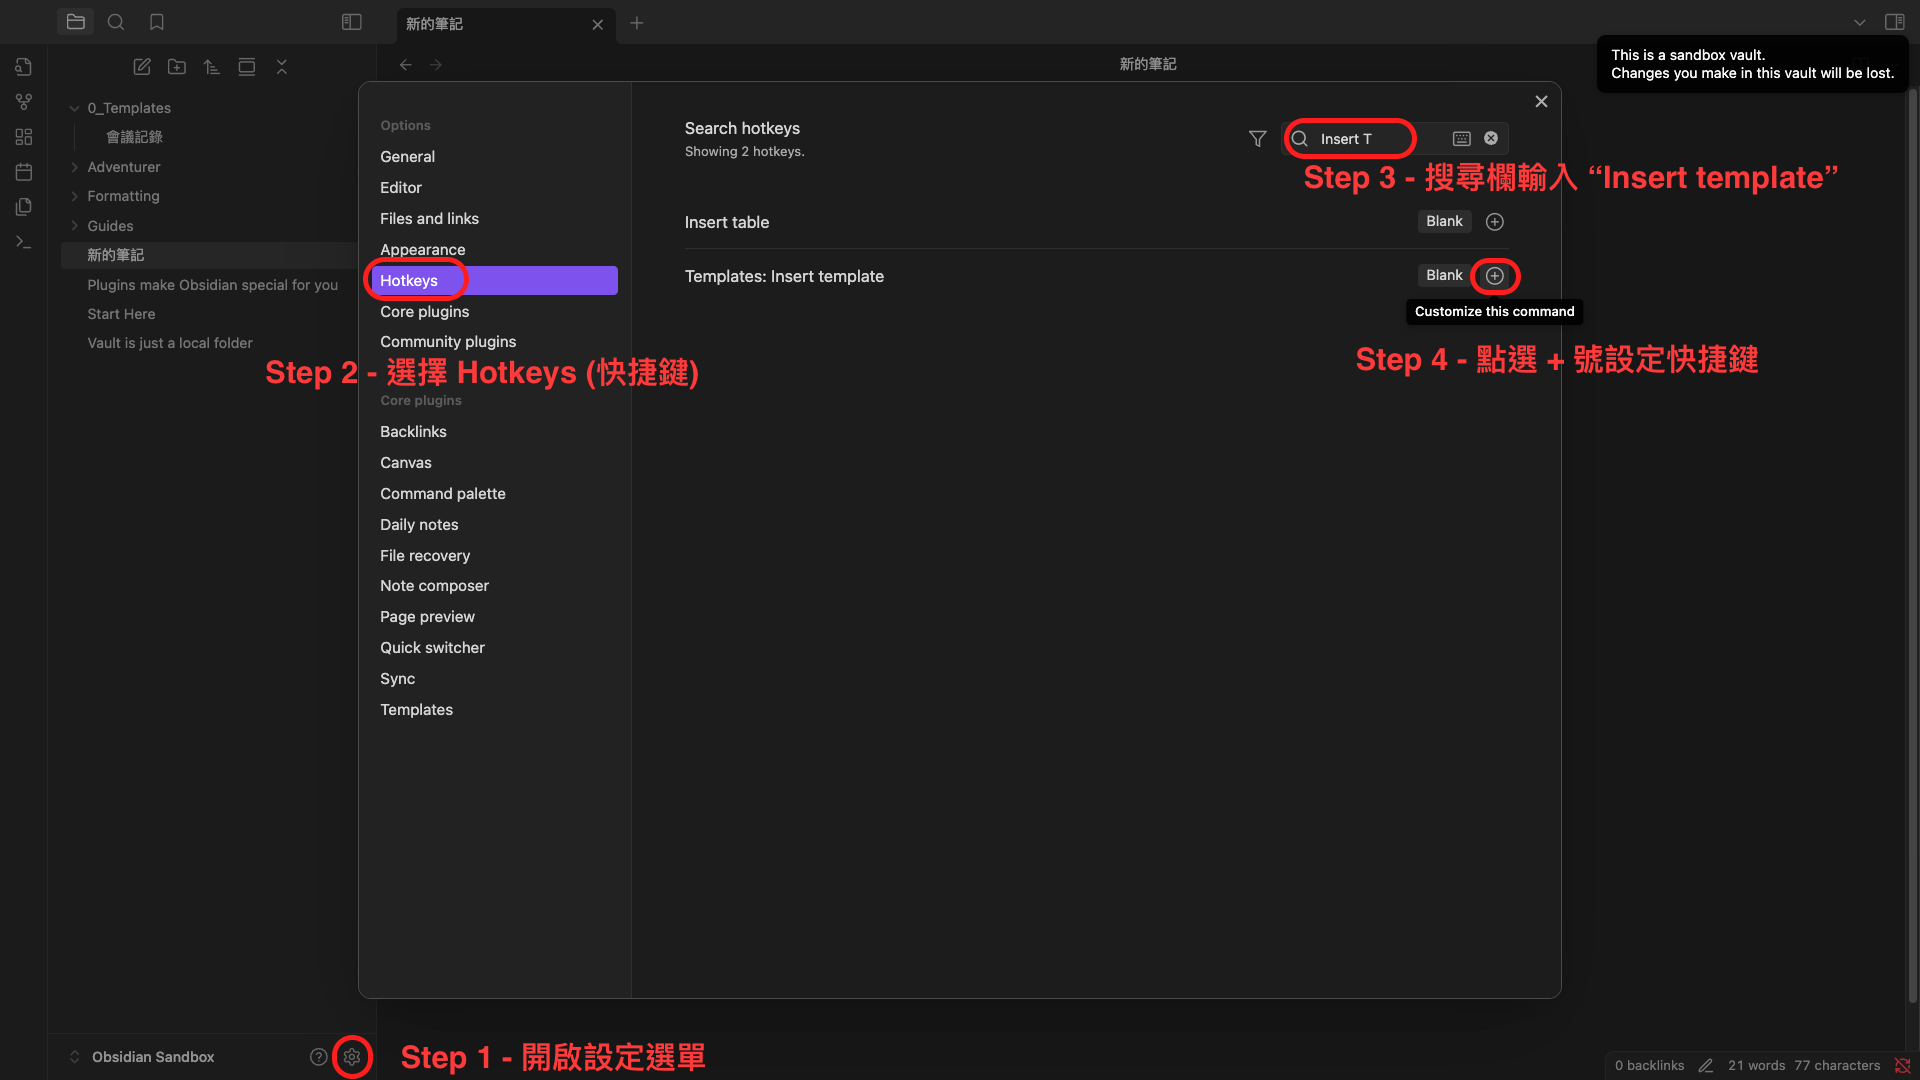 新的筆記
新的筆記
This is a sandbox vault.
Changes you make in this vault will be lost.
0_Templates
會議記錄
Adventurer
Formatting
Guides
新的筆記
Plugins make Obsidian special for you
Start Here
Vault is just a local folder
Options
General
Editor
Files and links
Appearance
Hotkeys
Core plugins
Community plugins
Step 2 - 選擇 Hotkeys (快捷鍵)
Core plugins
Backlinks
Canvas
Command palette
Daily notes
File recovery
Note composer
Page preview
Quick switcher
Sync
Templates
Search hotkeys
Showing 2 hotkeys.
Insert T
Step 3 - 搜尋欄輸入 “Insert template”
Insert table
Blank
Templates: Insert template
Blank
Customize this command
Step 4 - 點選 + 號設定快捷鍵
Obsidian Sandbox
Step 1 - 開啟設定選單
0 backlinks
21 words
77 characters